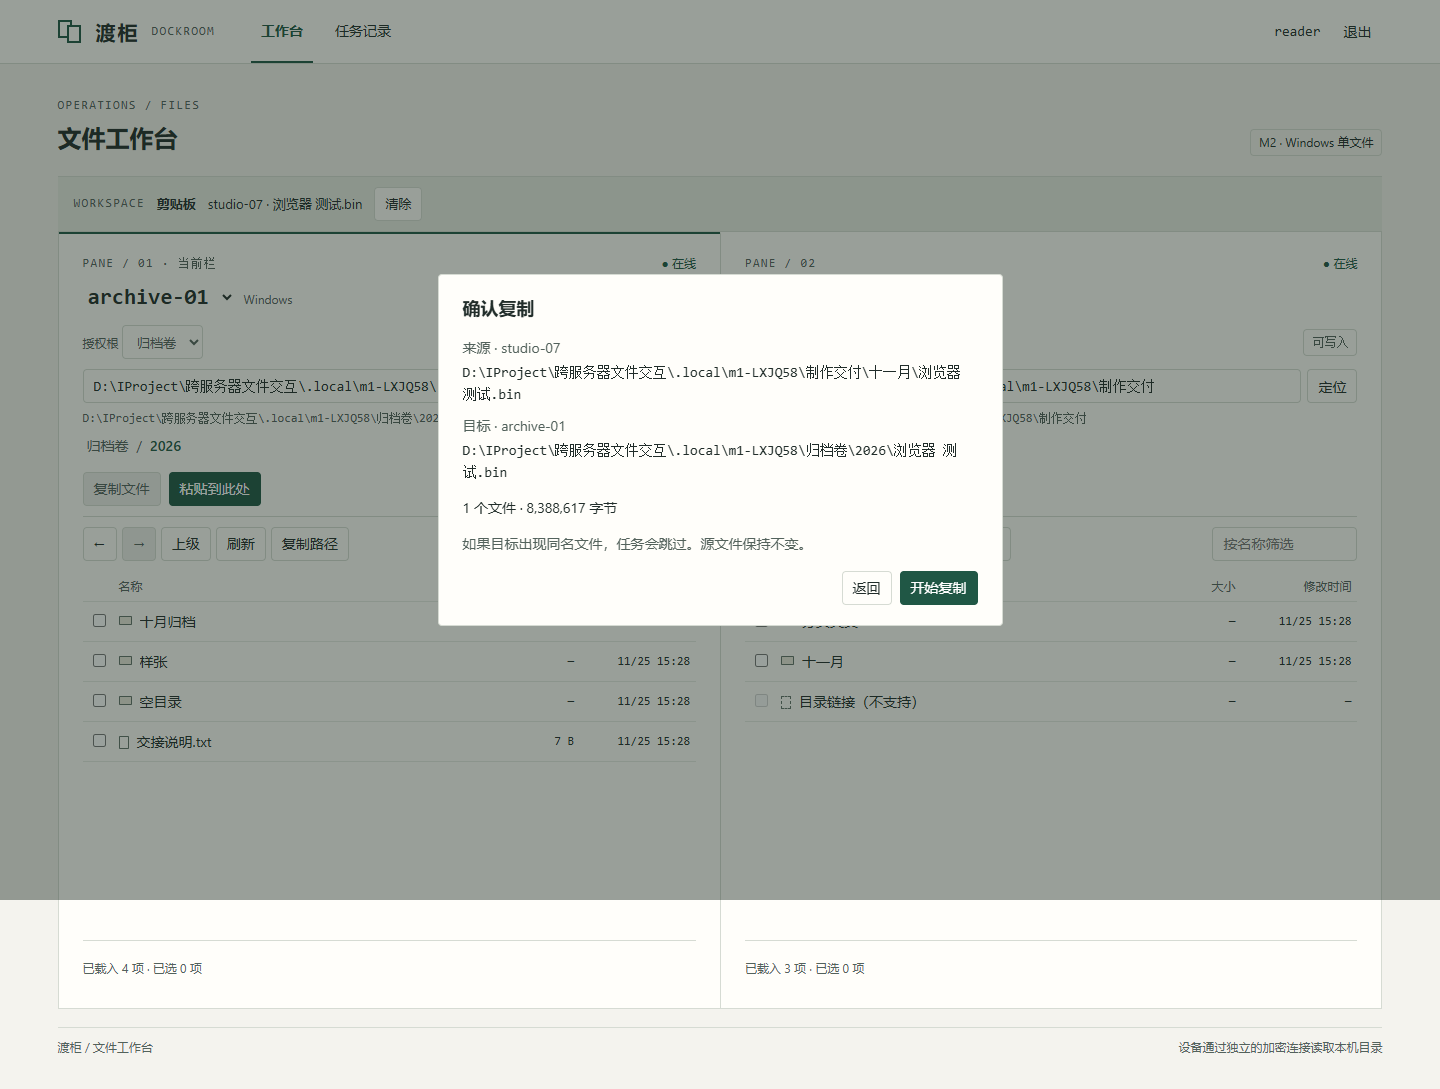 渡柜 DOCKROOM 工作台 任务记录 reader 退出
OPERATIONS / FILES
文件工作台
M2 · Windows 单文件
WORKSPACE 剪贴板 studio-07 · 浏览器 测试.bin 清除
PANE / 01 · 当前栏 ● 在线
archive-01 Windows
授权根 归档卷
D:\IProject\跨服务器文件交互\.local\m1-LXJQ58\
D:\IProject\跨服务器文件交互\.local\m1-LXJQ58\归档卷\202
归档卷 / 2026
复制文件 粘贴到此处
← → 上级 刷新 复制路径
名称
十月归档
样张 — 11/25 15:28
空目录 — 11/25 15:28
交接说明.txt 7 B 11/25 15:28
已载入 4 项 · 已选 0 项
PANE / 02 ● 在线
可写入
al\m1-LXJQ58\制作交付 定位
XJQ58\制作交付
按名称筛选
大小 修改时间
— 11/25 15:28
十一月 — 11/25 15:28
目录链接（不支持） — —
已载入 3 项 · 已选 0 项
确认复制
来源 · studio-07
D:\IProject\跨服务器文件交互\.local\m1-LXJQ58\制作交付\十一月\浏览器
测试.bin
目标 · archive-01
D:\IProject\跨服务器文件交互\.local\m1-LXJQ58\归档卷\2026\浏览器 测
试.bin
1 个文件 · 8,388,617 字节
如果目标出现同名文件，任务会跳过。源文件保持不变。
返回 开始复制
渡柜 / 文件工作台
设备通过独立的加密连接读取本机目录